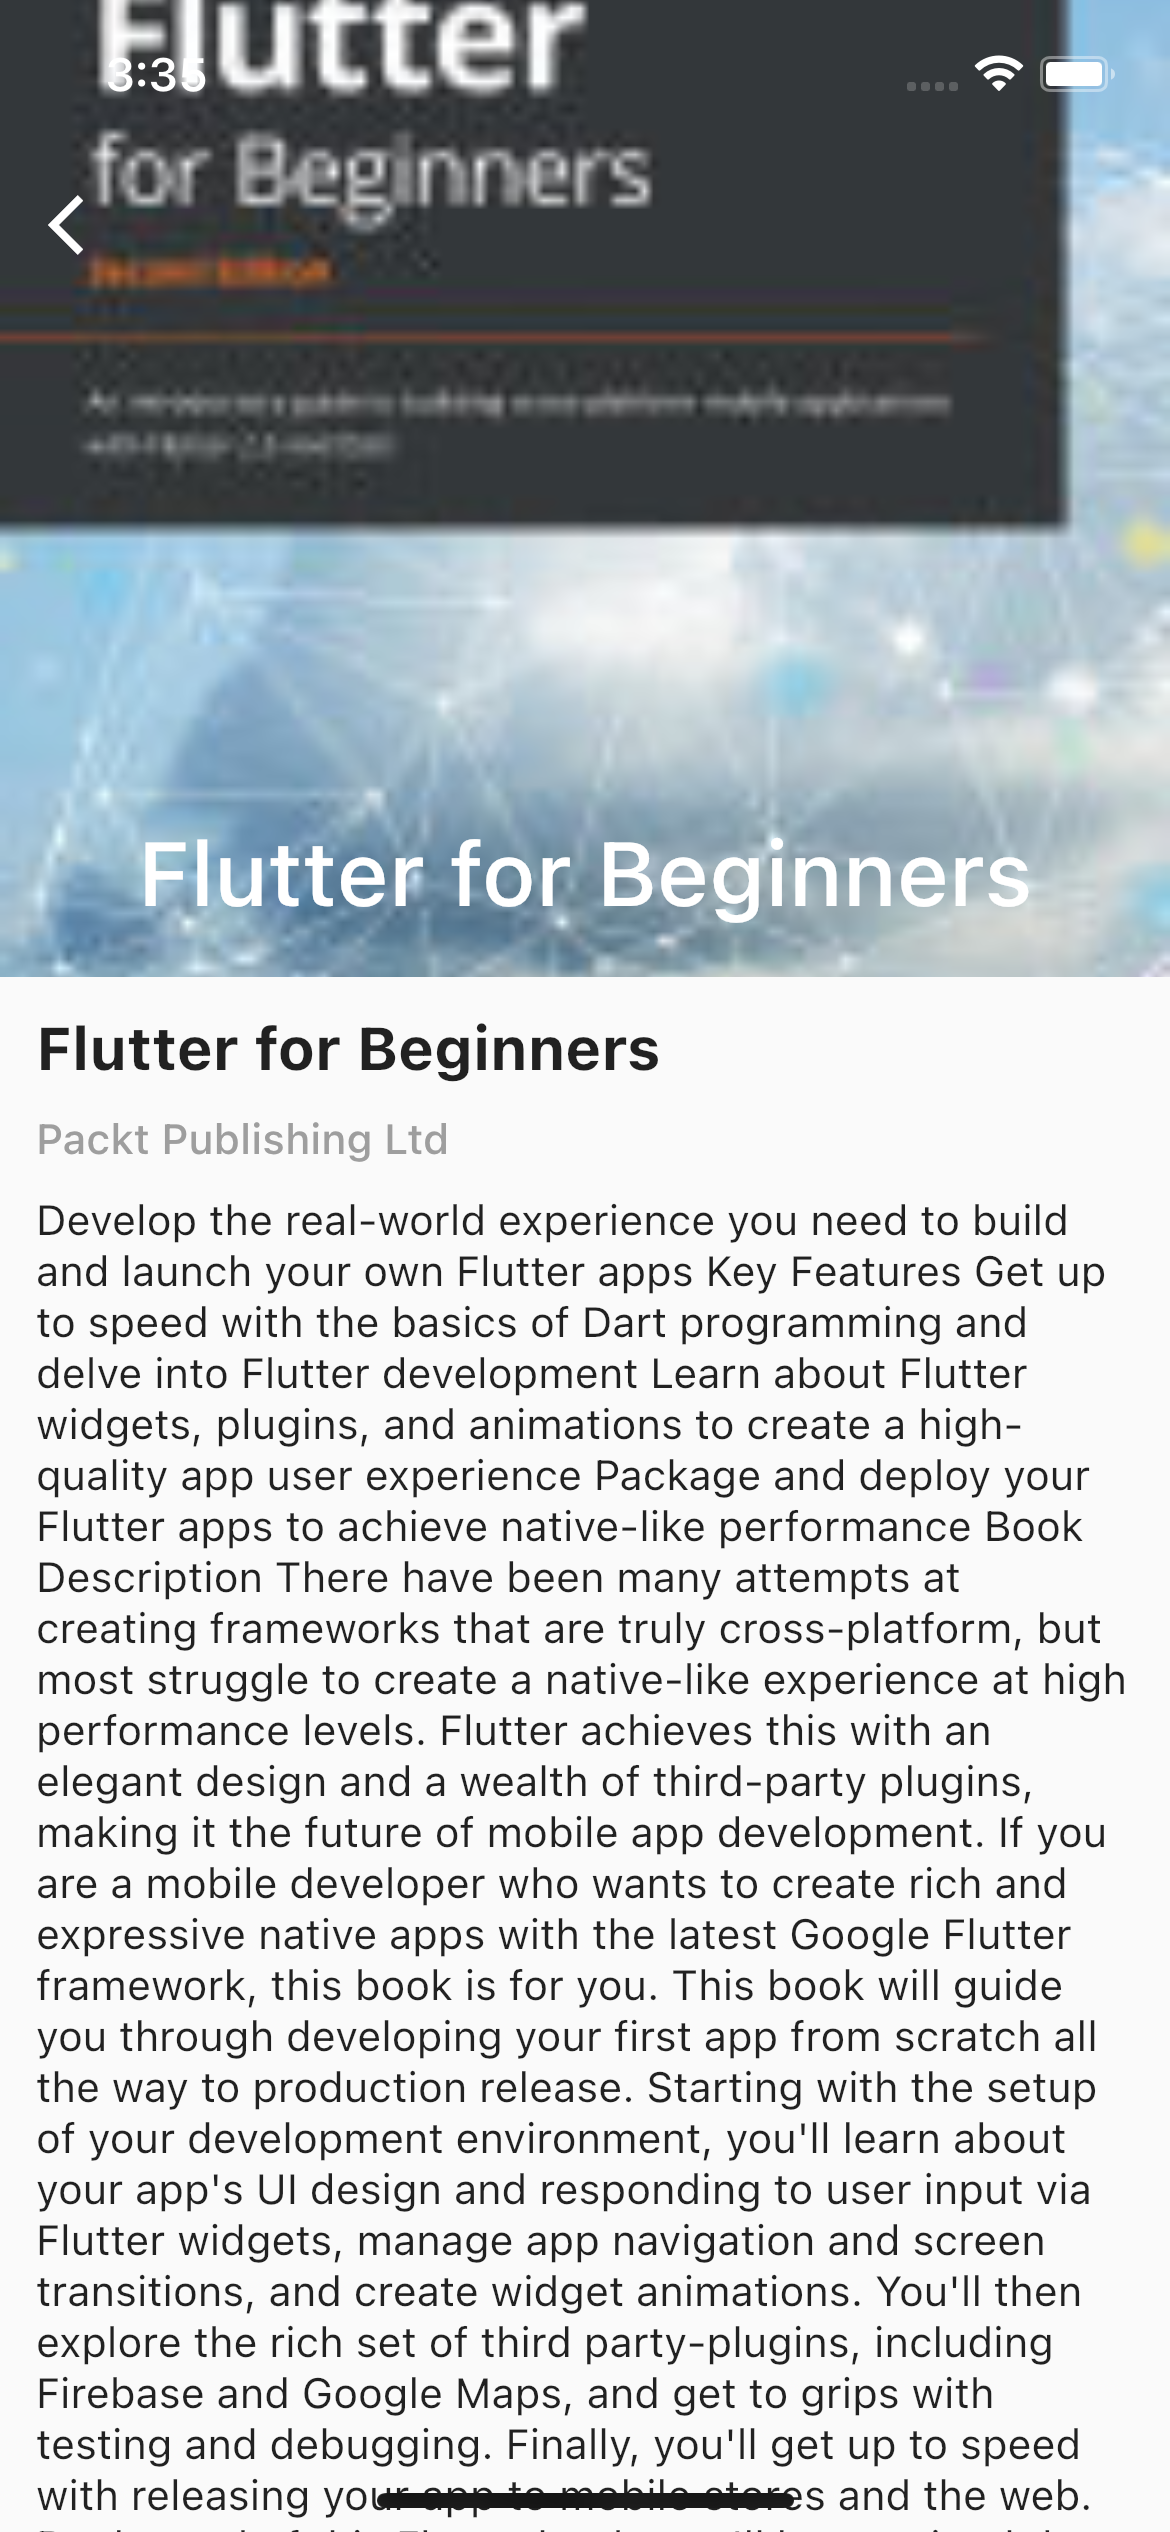 Flutter
3:35
for Beginners
Flutter for Beginners
Flutter for Beginners
Packt Publishing Ltd
Develop the real-world experience you need to build
and launch your own Flutter apps Key Features Get up
to speed with the basics of Dart programming and
delve into Flutter development Learn about Flutter
widgets, plugins, and animations to create a high-
quality app user experience Package and deploy your
Flutter apps to achieve native-like performance Book
Description There have been many attempts at
creating frameworks that are truly cross-platform, but
most struggle to create a native-like experience at high
performance levels. Flutter achieves this with an
elegant design and a wealth of third-party plugins,
making it the future of mobile app development. If you
are a mobile developer who wants to create rich and
expressive native apps with the latest Google Flutter
framework, this book is for you. This book will guide
you through developing your first app from scratch all
the way to production release. Starting with the setup
of your development environment, you'll learn about
your app's UI design and responding to user input via
Flutter widgets, manage app navigation and screen
transitions, and create widget animations. You'll then
explore the rich set of third party-plugins, including
Firebase and Google Maps, and get to grips with
testing and debugging. Finally, you'll get up to speed
with releasing your app to mobile stores and the web.